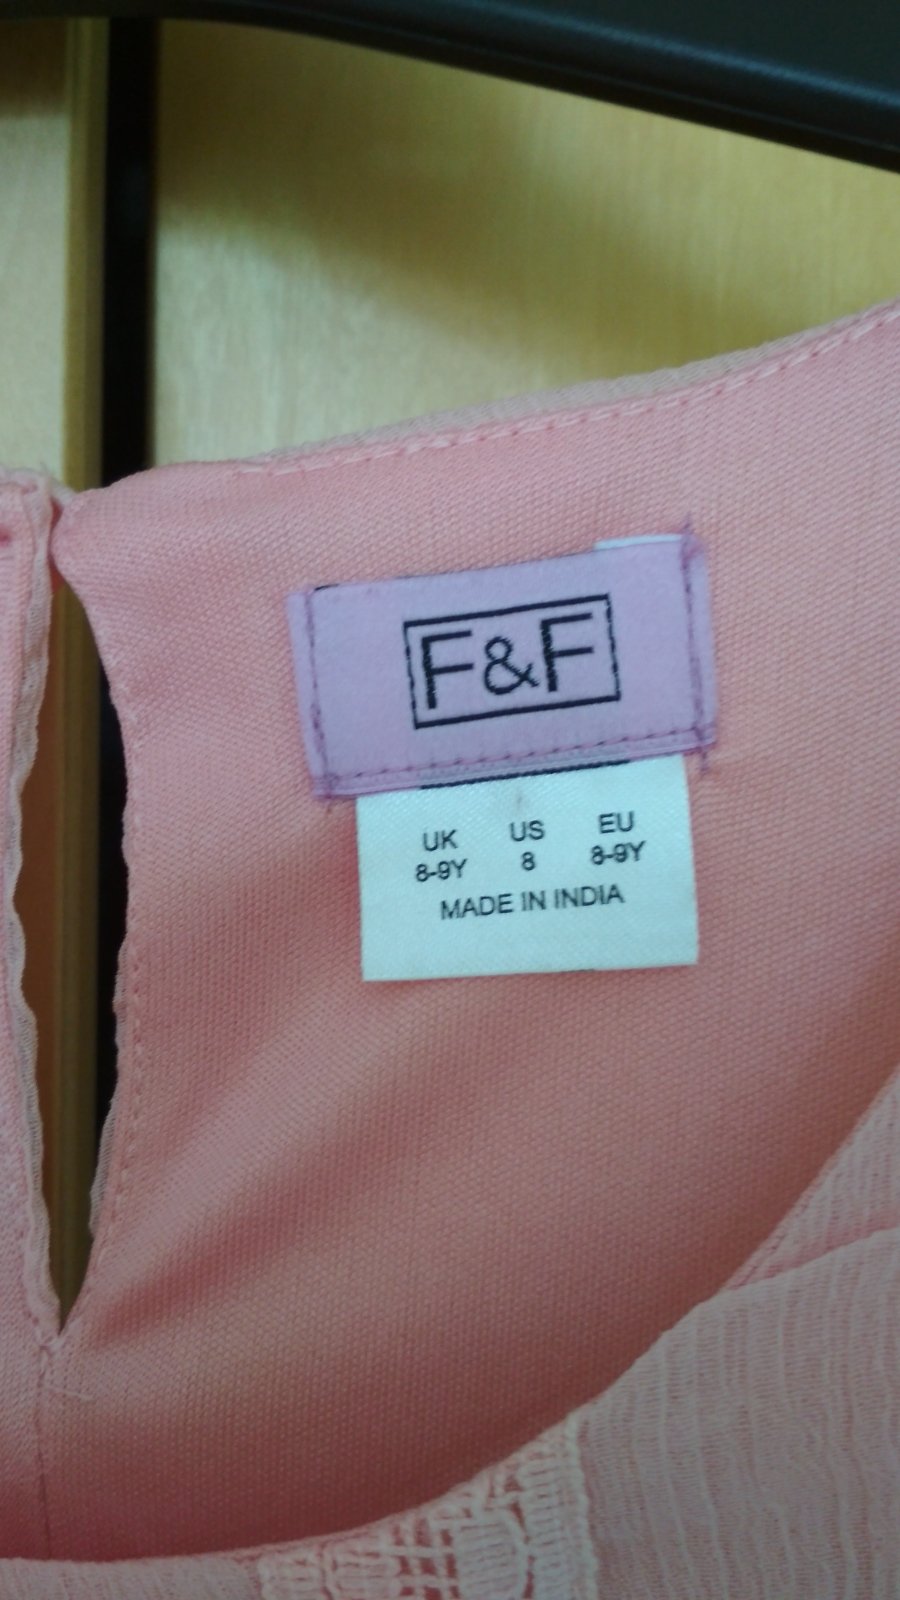 F&F
UK US EU
8-9Y 8 8-9Y
MADE IN INDIA